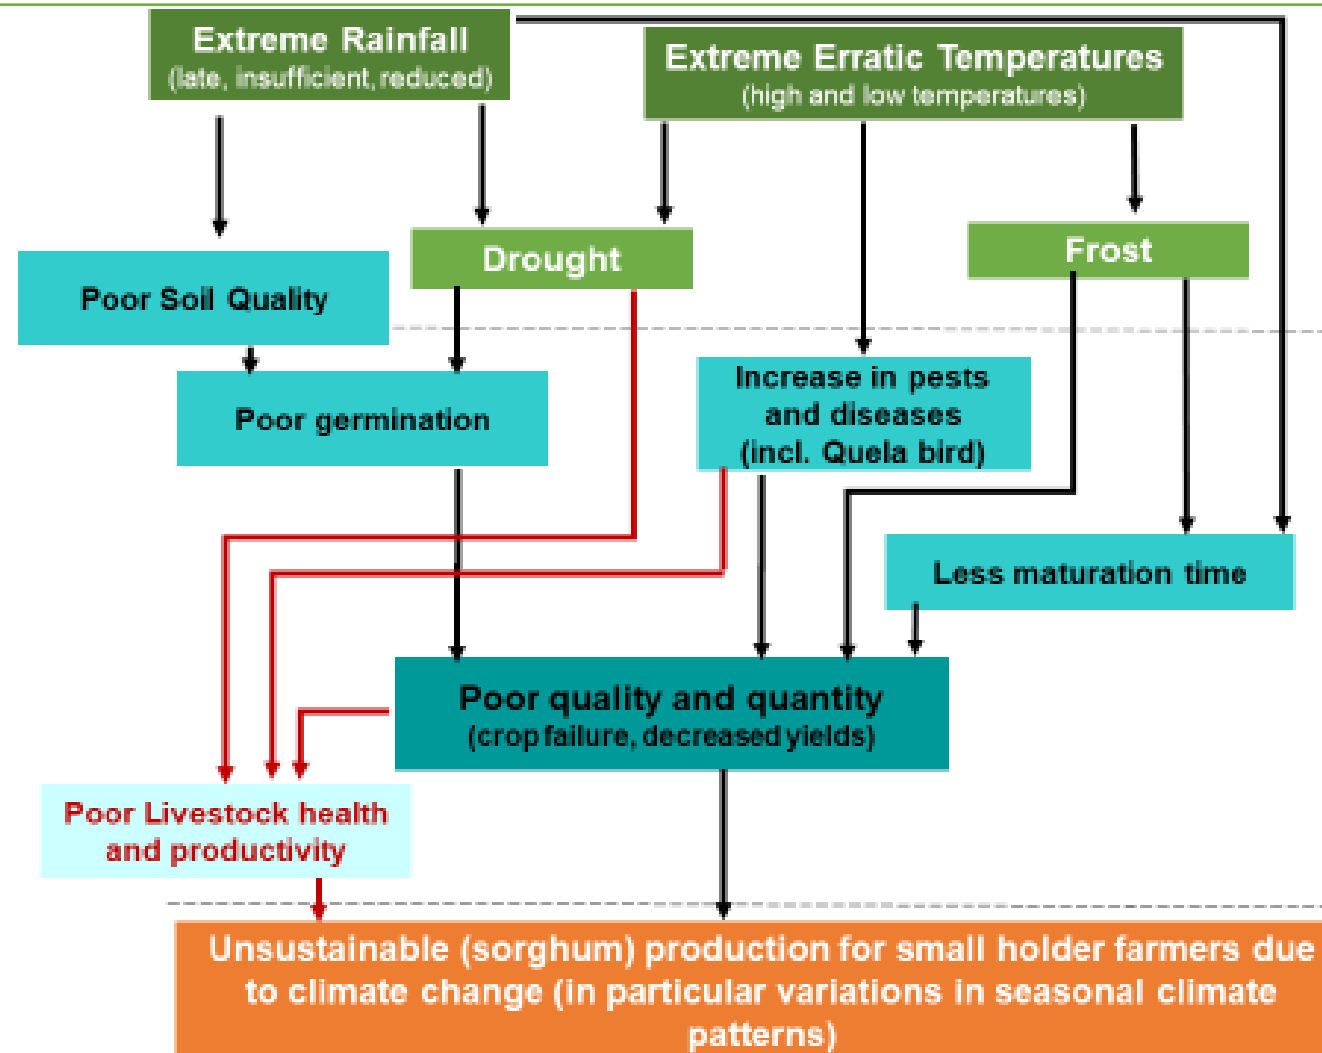 Extreme Rainfall
(late, insufficient, reduced)
Extreme Erratic Temperatures
(high and low temperatures)
Drought
Frost
Poor Soil Quality
Poor germination
Increase in pests
and diseases
(incl. Quela bird)
Less maturation time
Poor quality and quantity
(crop failure, decreased yields)
Poor Livestock health
and productivity
Unsustainable (sorghum) production for small holder farmers due
to climate change (in particular variations in seasonal climate
patterns)